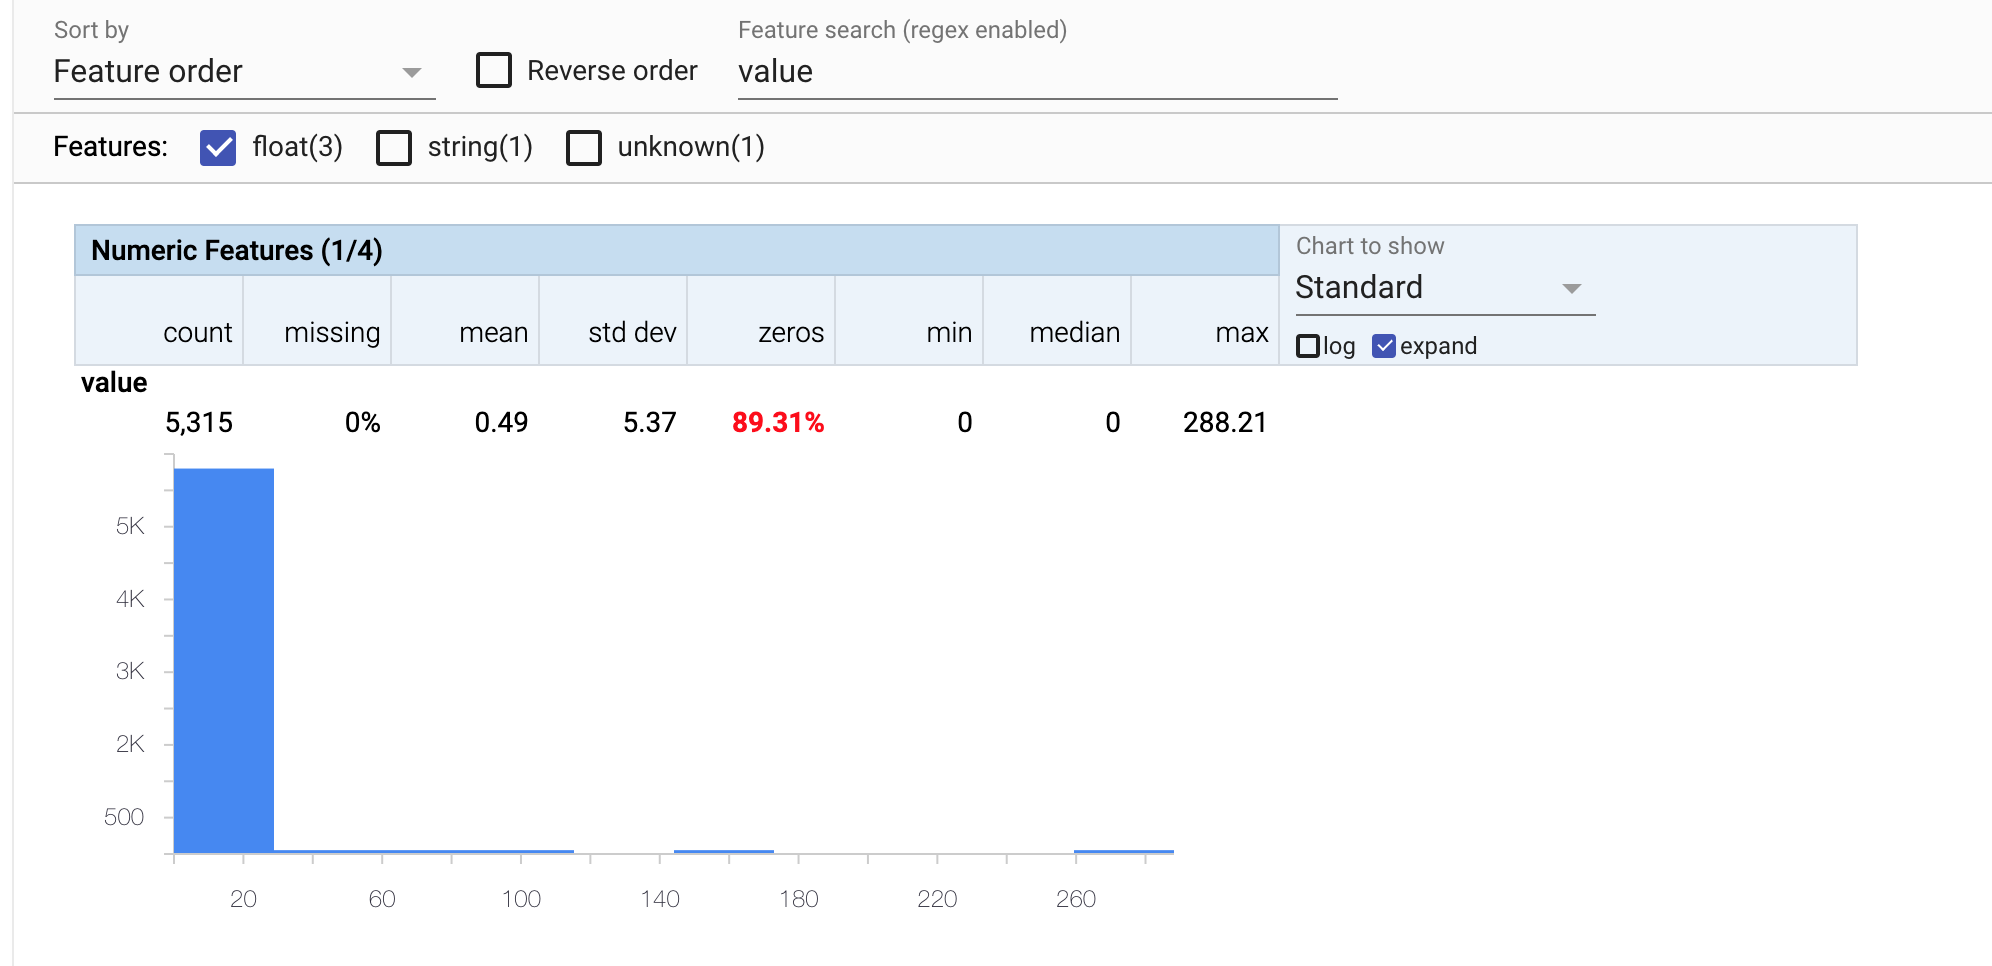 Sort by
Feature order
Reverse order
Feature search (regex enabled)
value
Features:
float(3)
string(1)
unknown(1)
Numeric Features (1/4)
count missing mean std dev zeros min median max
Chart to show
Standard
log expand
value
5,315 0% 0.49 5.37 89.31% 0 0 288.21
5K
4K
3K
2K
500
20 60 100 140 180 220 260